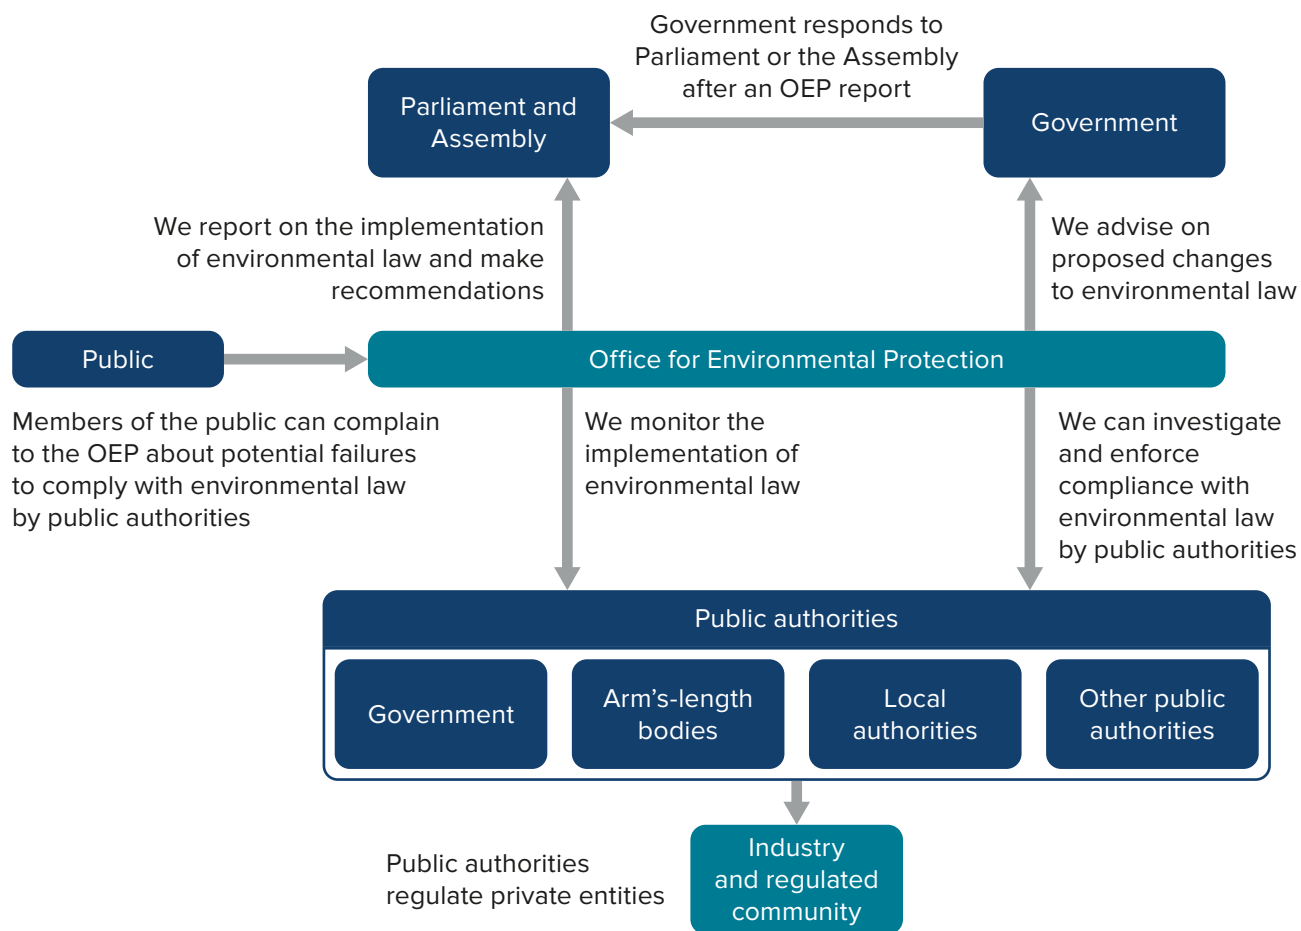 Government responds to
Parliament or the Assembly
after an OEP report
Parliament and
Assembly
Government
We report on the implementation
of environmental law and make
recommendations
We advise on
proposed changes
to environmental law
Public
Office for Environmental Protection
Members of the public can complain
to the OEP about potential failures
to comply with environmental law
by public authorities
We monitor the
implementation of
environmental law
We can investigate
and enforce
compliance with
environmental law
by public authorities
Public authorities
Government
Arm’s-length
bodies
Local
authorities
Other public
authorities
Public authorities
regulate private entities
Industry
and regulated
community